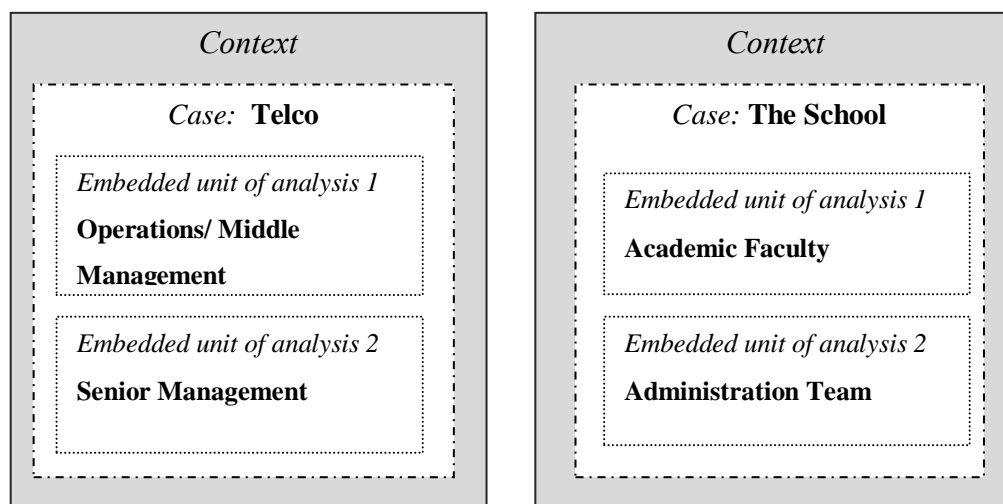 Context
Case: Telco
Embedded unit of analysis 1
Operations/ Middle
Management
Embedded unit of analysis 2
Senior Management
Context
Case: The School
Embedded unit of analysis 1
Academic Faculty
Embedded unit of analysis 2
Administration Team